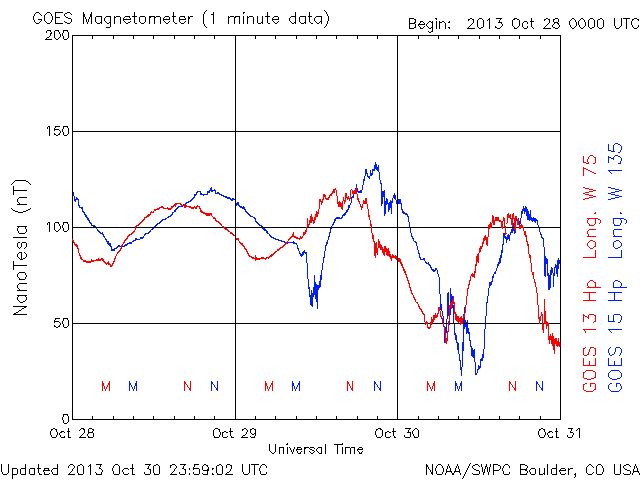 GOES Magnetometer (1 minute data)
Begin: 2013 Oct 28 0000 UTC
200
150
100
50
0
NanoTesla (nT)
M M N N M M N N M M N N
Oct 28 Oct 29 Oct 30 Oct 31
Universal Time
GOES 13 Hp Long. W 75
GOES 15 Hp Long. W 135
Updated 2013 Oct 30 23:59:02 UTC
NOAA/SWPC Boulder, CO USA